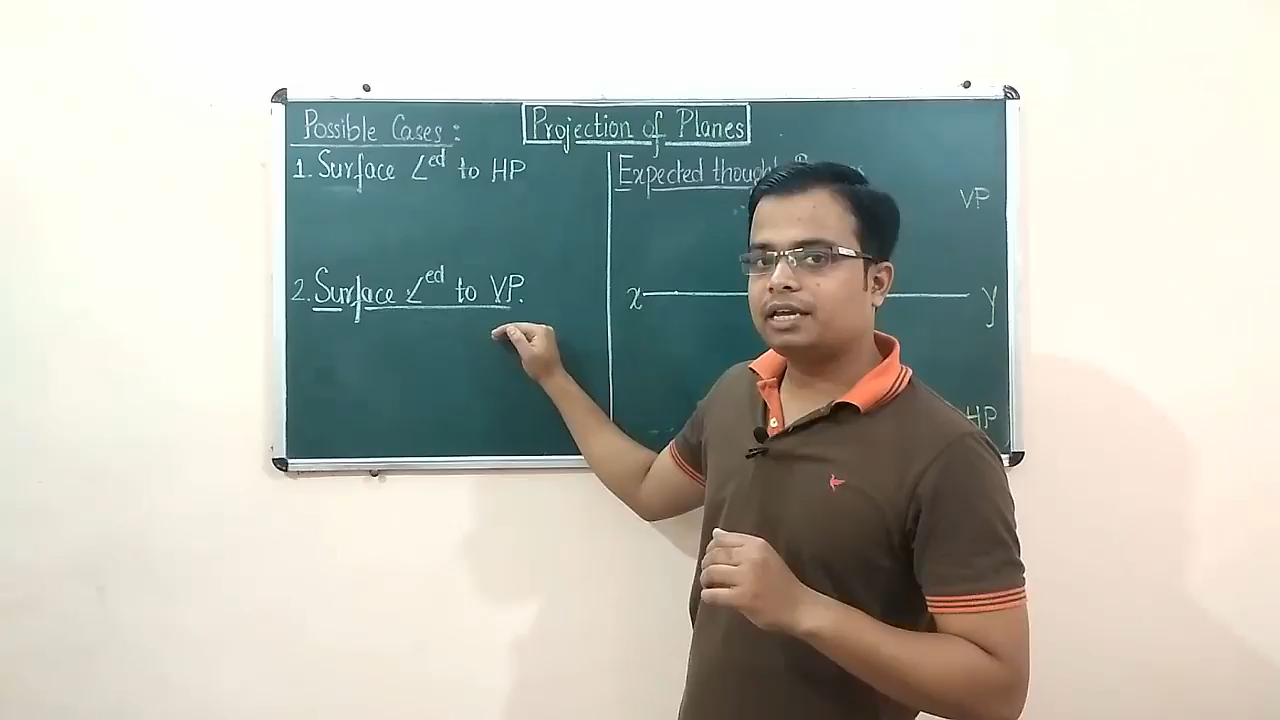 Projection of Planes
Possible Cases :
1. Surface ∠ed to HP
2. Surface ∠ed to VP.
Expected thought
VP
x y
HP